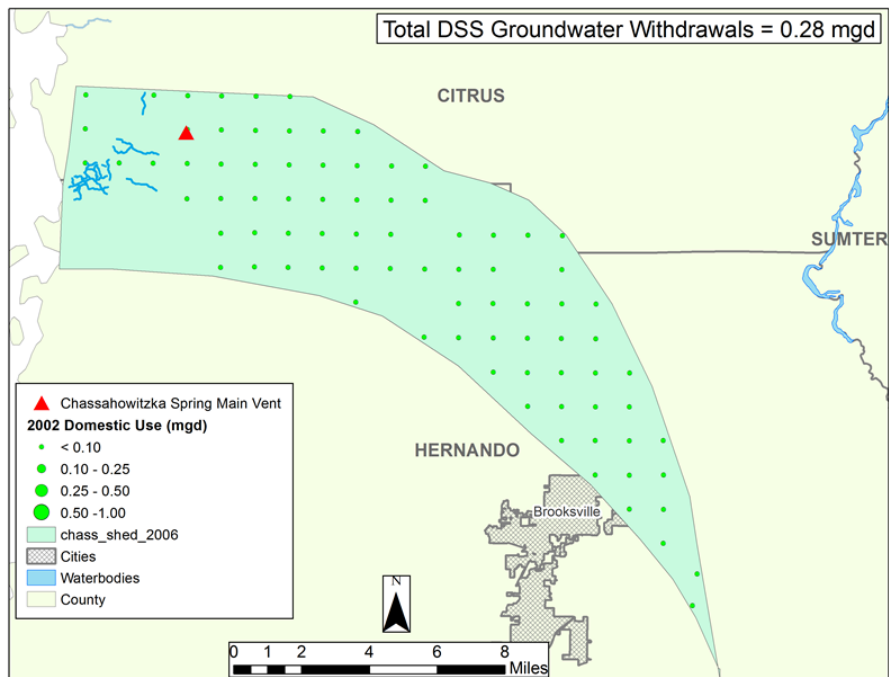 Total DSS Groundwater Withdrawals = 0.28 mgd
CITRUS
SUMTER
Chassahowitzka Spring Main Vent
2002 Domestic Use (mgd)
< 0.10
0.10 - 0.25
0.25 - 0.50
0.50 -1.00
chass_shed_2006
Cities
Waterbodies
County
HERNANDO
Brooksville
N
0 1 2 4 6 8
Miles